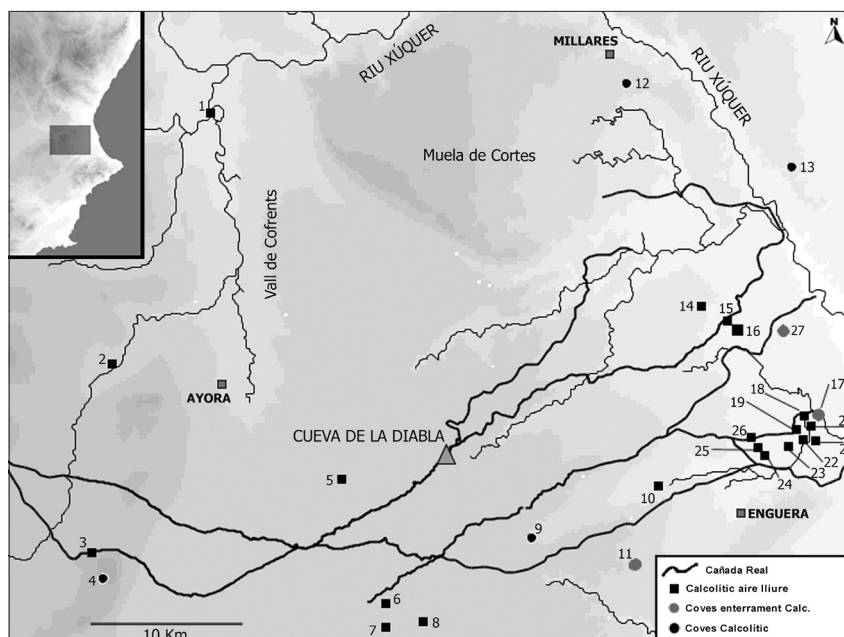 N
RIU XÚQUER
MILLARES
RIU XÚQUER
12
1
Muela de Cortes
13
Vall de Cofrents
14
15
16
27
2
AYORA
18
17
19
CUEVA DE LA DIABLA
26
2
2
22
25
23
24
5
10
9
ENGUERA
3
4
11
6
7
8
10 Km
Cañada Real
Calcolític aire lliure
Coves enterrament Calc.
Coves Calcolític